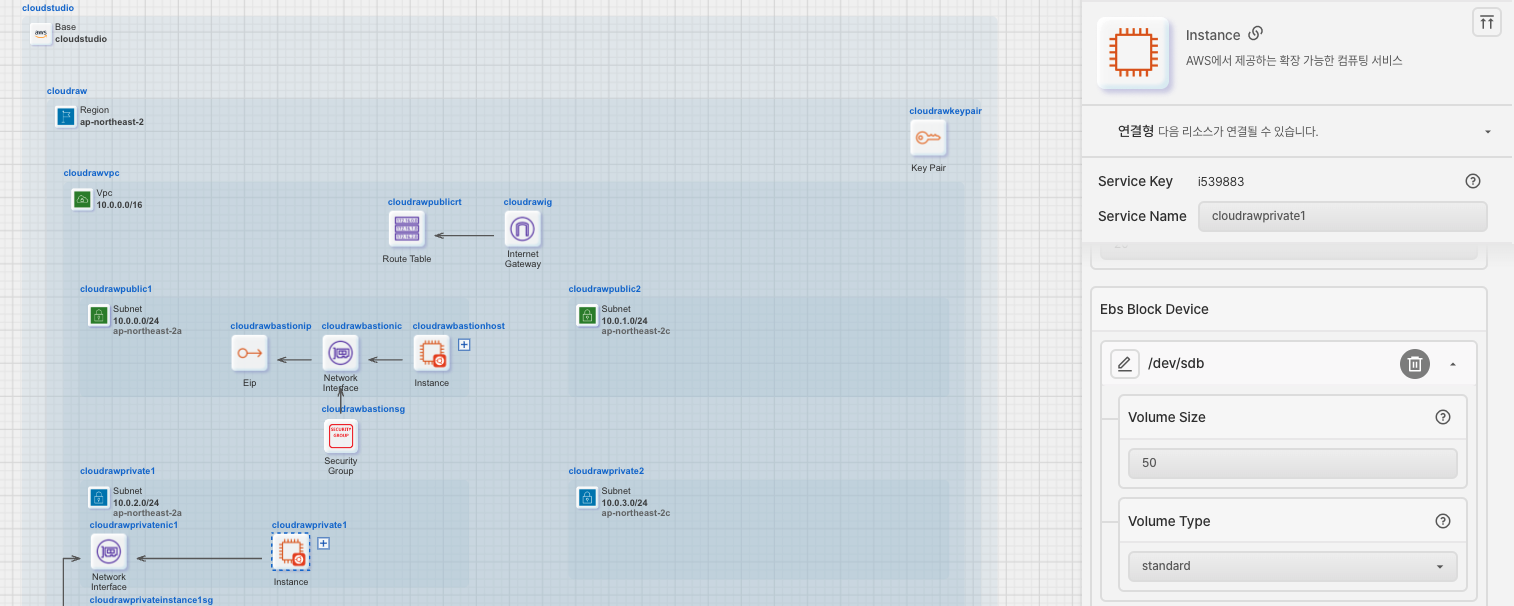 cloudstudio
aws
Base
cloudstudio
cloudraw
Region
ap-northeast-2
cloudrawkeypair
Key Pair
cloudrawvpc
Vpc
10.0.0.0/16
cloudrawpublicrt
Route Table
cloudrawig
Internet
Gateway
cloudrawpublic1
Subnet
10.0.0.0/24
ap-northeast-2a
cloudrawbastionip
Eip
cloudrawbastionic
Network
Interface
cloudrawbastionhost
Instance
cloudrawbastionsg
SECURITY
GROUP
Security
Group
cloudrawpublic2
Subnet
10.0.1.0/24
ap-northeast-2c
cloudrawprivate1
Subnet
10.0.2.0/24
ap-northeast-2a
cloudrawprivatenic1
Network
Interface
cloudrawprivate1
Instance
cloudrawprivateinstance1sg
cloudrawprivate2
Subnet
10.0.3.0/24
ap-northeast-2c
Instance
AWS에서 제공하는 확장 가능한 컴퓨팅 서비스
연결형 다음 리소스가 연결될 수 있습니다.
Service Key i539883
Service Name cloudrawprivate1
Ebs Block Device
/dev/sdb
Volume Size
50
Volume Type
standard